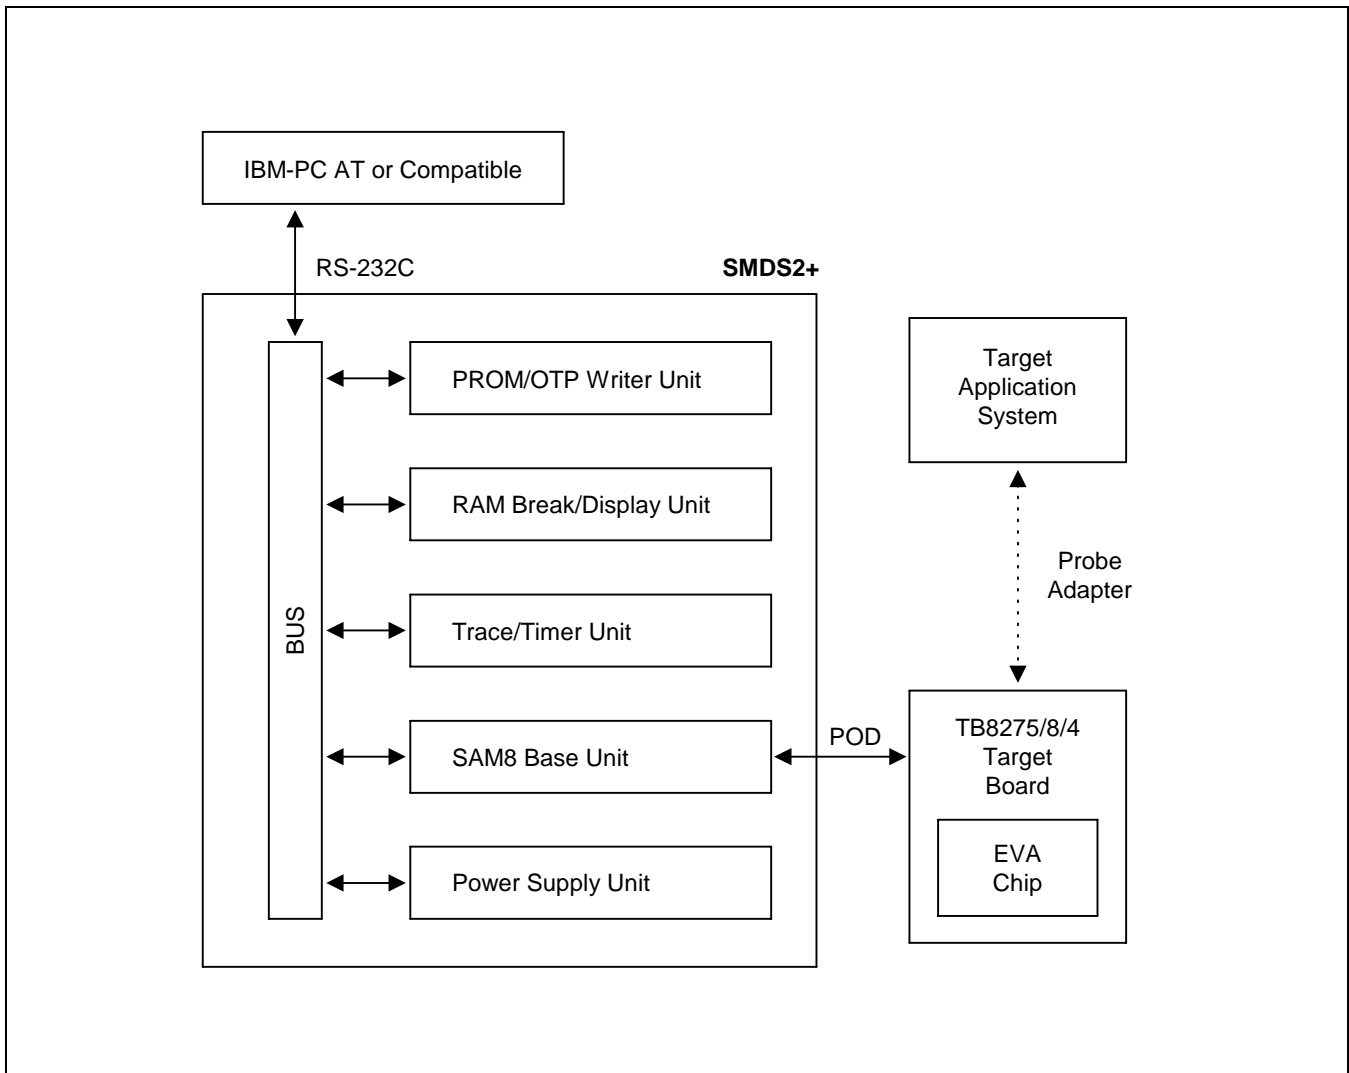 IBM-PC AT or Compatible
RS-232C
SMDS2+
BUS
PROM/OTP Writer Unit
RAM Break/Display Unit
Trace/Timer Unit
SAM8 Base Unit
Power Supply Unit
POD
Target
Application
System
Probe
Adapter
TB8275/8/4
Target
Board
EVA
Chip